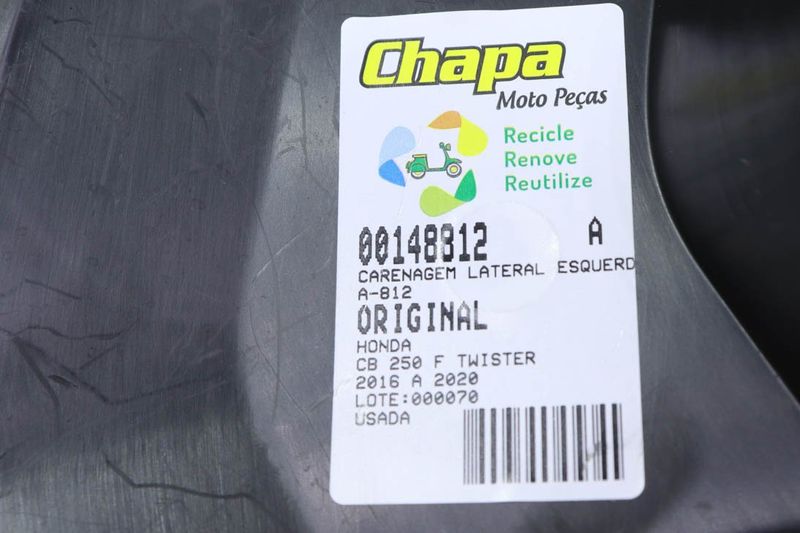 Chapa
Moto Peças
Recicle
Renove
Reutilize
00148812 A
CARENAGEM LATERAL ESQUERD
A-812
ORIGINAL
HONDA
CB 250 F TWISTER
2016 A 2020
LOTE:000070
USADA